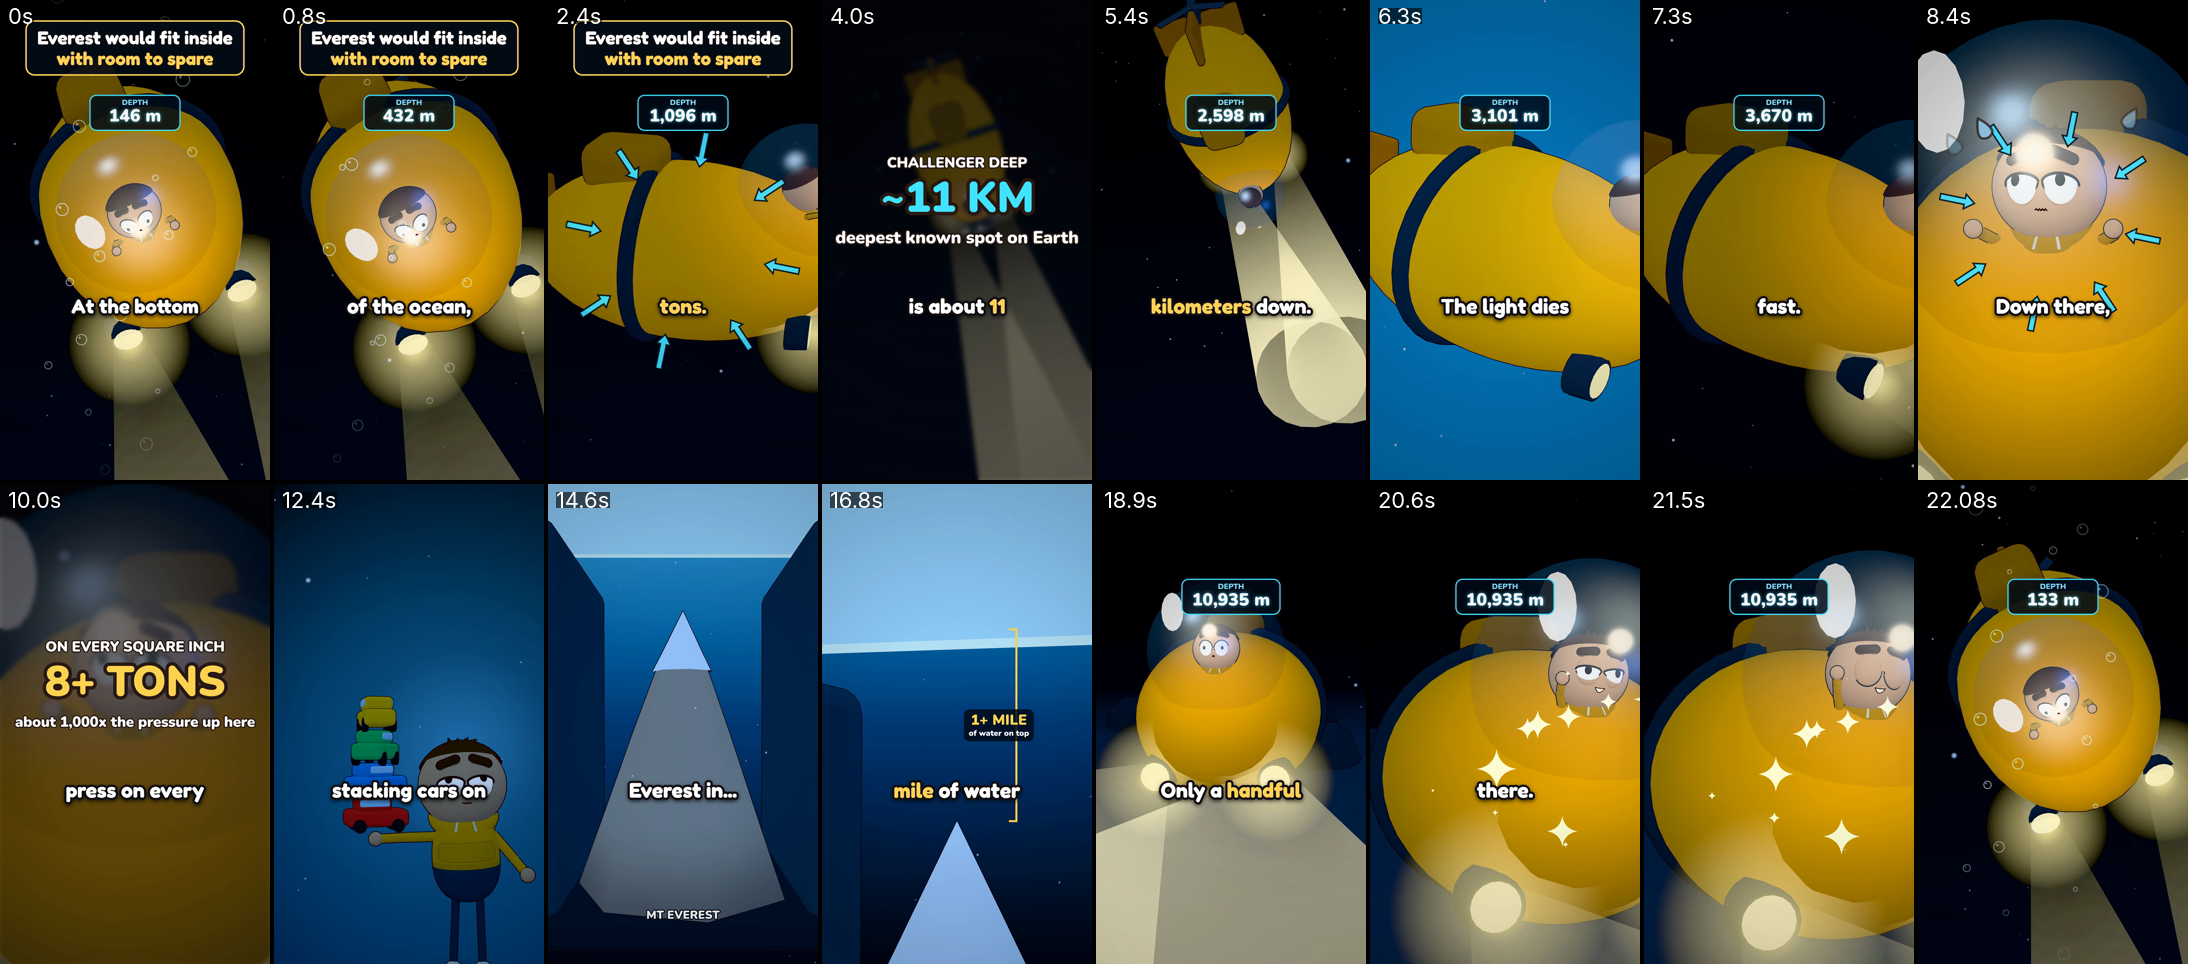 0s
Everest would fit inside
with room to spare
DEPTH
146 m
At the bottom
0.8s
Everest would fit inside
with room to spare
DEPTH
432 m
of the ocean,
2.4s
Everest would fit inside
with room to spare
DEPTH
1,096 m
tons.
4.0s
CHALLENGER DEEP
~11 KM
deepest known spot on Earth
is about 11
5.4s
DEPTH
2,598 m
kilometers down.
6.3s
DEPTH
3,101 m
The light dies
7.3s
DEPTH
3,670 m
fast.
8.4s
Down there,
10.0s
ON EVERY SQUARE INCH
8+ TONS
about 1,000x the pressure up here
press on every
12.4s
stacking cars on
14.6s
Everest in...
MT EVEREST
16.8s
1+ MILE
of water on top
mile of water
18.9s
DEPTH
10,935 m
Only a handful
20.6s
DEPTH
10,935 m
there.
21.5s
DEPTH
10,935 m
22.08s
DEPTH
133 m